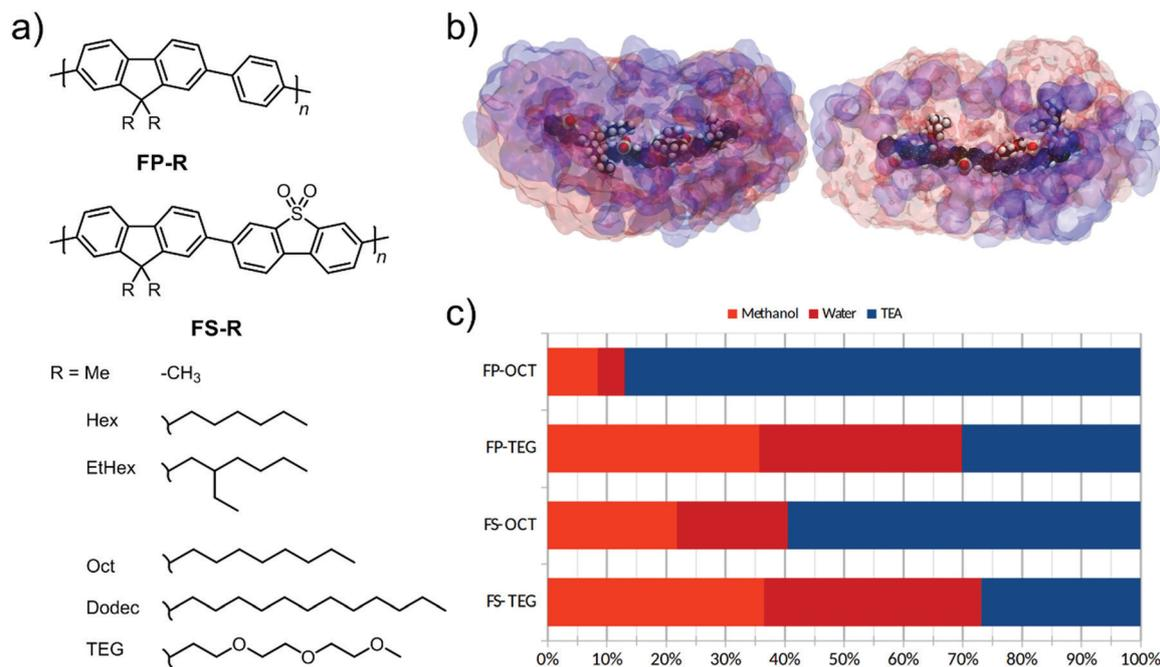 a)
R R
n
FP-R
O O
S
n
R R
FS-R
R = Me -CH₃
Hex
EtHex
Oct
Dodec
TEG O O O
b)
c)
Methanol Water TEA
FP-OCT
FP-TEG
FS-OCT
FS-TEG
0% 10% 20% 30% 40% 50% 60% 70% 80% 90% 100%